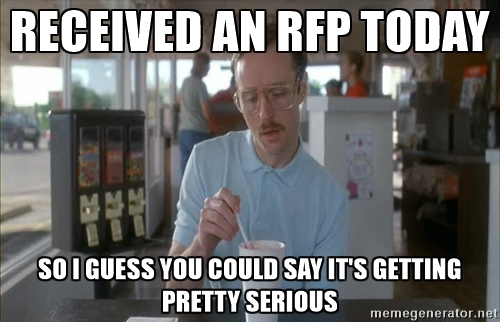 RECEIVED AN RFP TODAY
SO I GUESS YOU COULD SAY IT'S GETTING
PRETTY SERIOUS
memegenerator.net